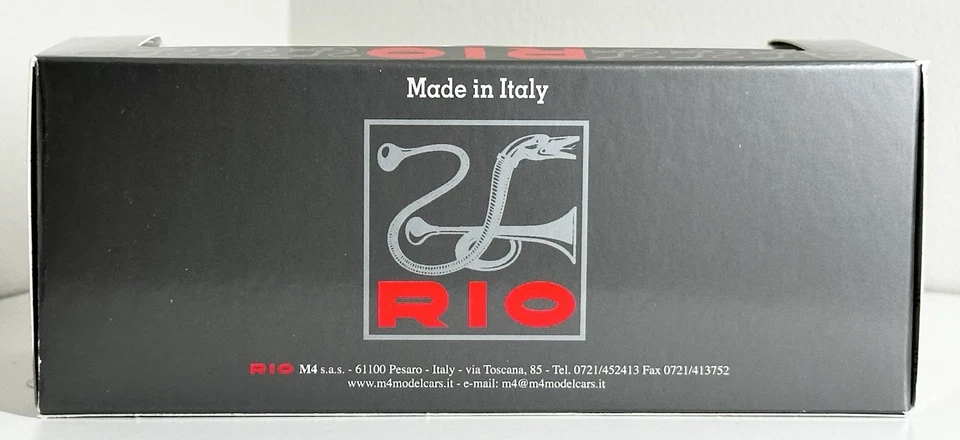 RIO
Made in Italy
RIO
RIO M4 s.a.s. - 61100 Pesaro - Italy - via Toscana, 85 - Tel. 0721/452413 Fax 0721/413752
www.m4modelcars.it - e-mail: m4@m4modelcars.it